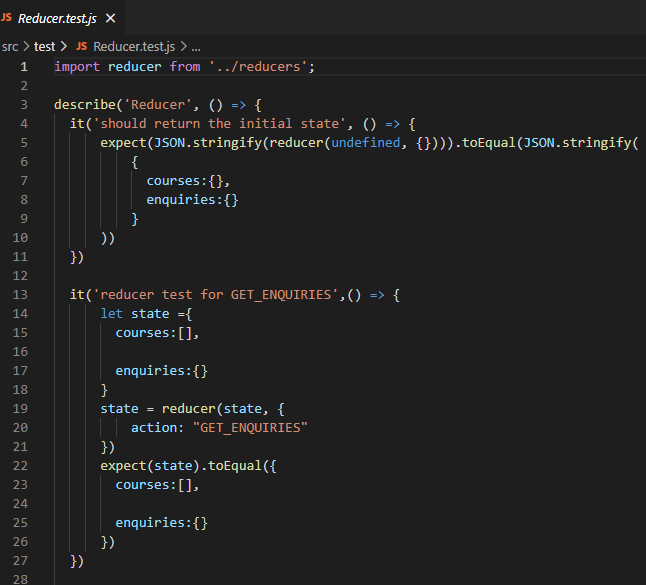 JS Reducer.test.js ×
src > test > JS Reducer.test.js > ...
1 import reducer from '../reducers';
2
3 describe('Reducer', () => {
4 it('should return the initial state', () => {
5 expect(JSON.stringify(reducer(undefined, {}))).toEqual(JSON.stringify(
6 {
7 courses:{},
8 enquiries:{}
9 }
10 ))
11 })
12
13 it('reducer test for GET_ENQUIRIES',() => {
14 let state ={
15 courses:[],
16
17 enquiries:{}
18 }
19 state = reducer(state, {
20 action: "GET_ENQUIRIES"
21 })
22 expect(state).toEqual({
23 courses:[],
24
25 enquiries:{}
26 })
27 })
28